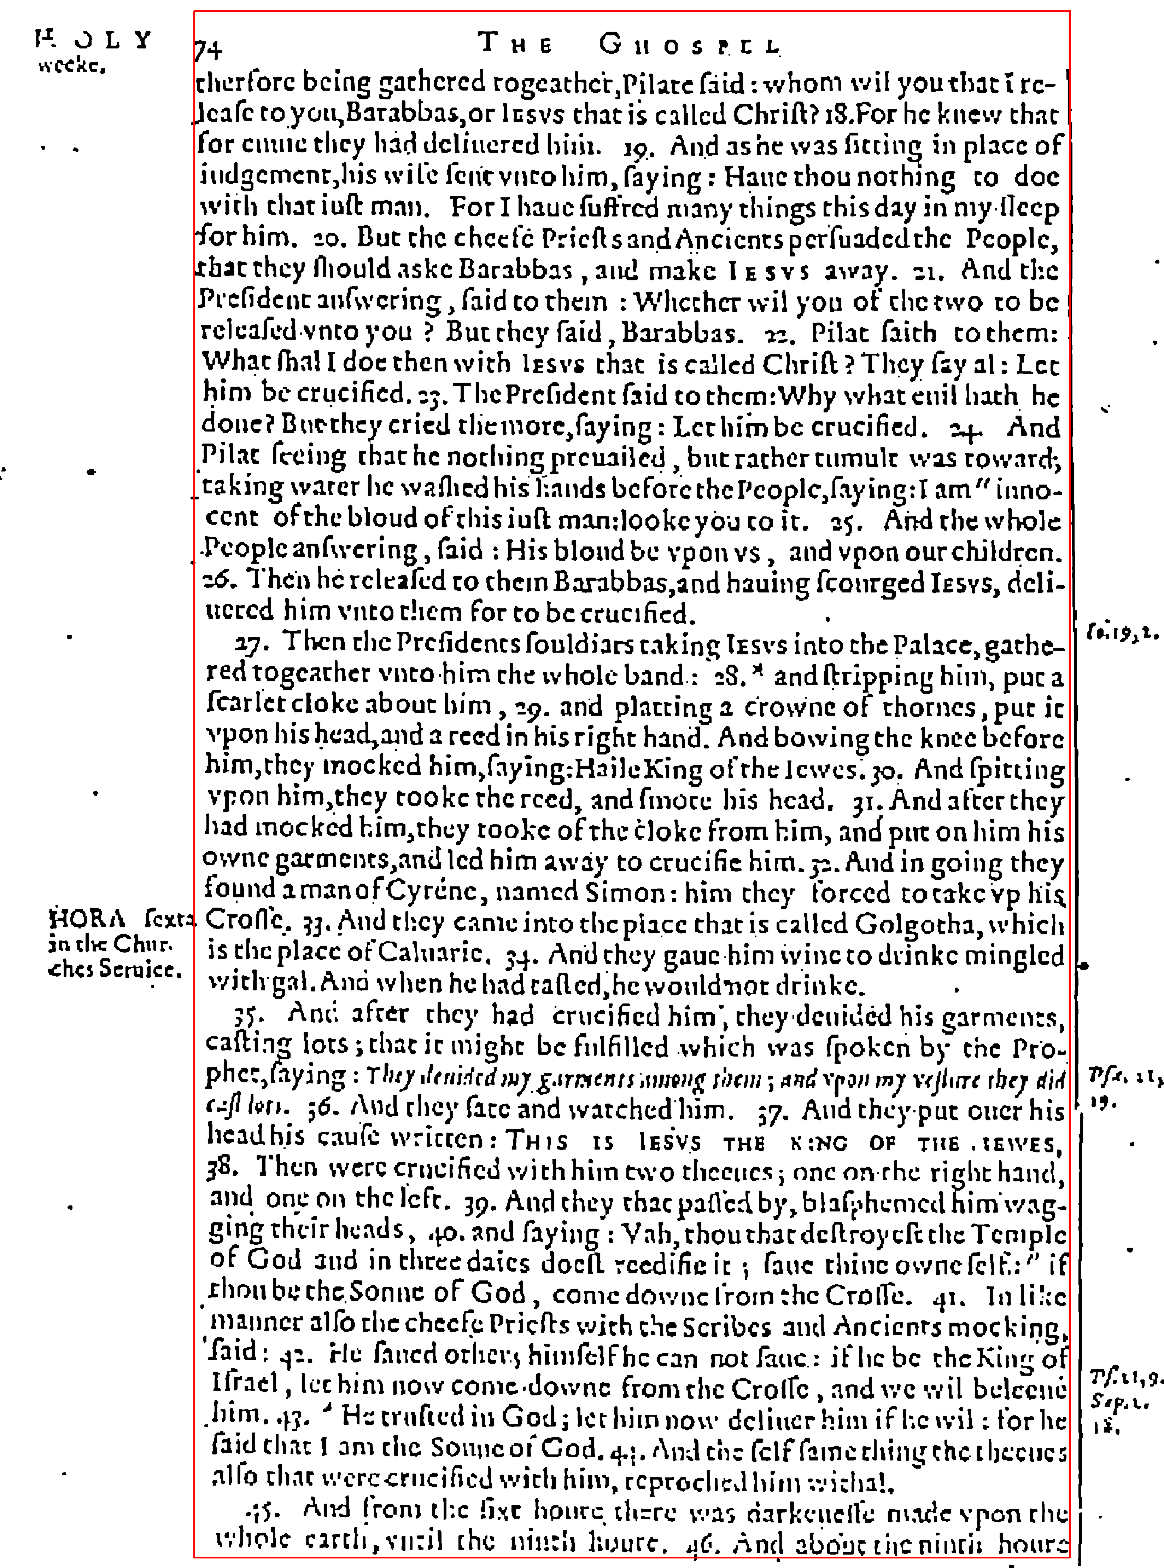 HOLY
weeke.
74 THE GHOSPEL
therfore being gathered togeather, Pilate ſaid: whom wil you that I re-
leaſe to you, Barabbas, or IESVS that is called Chriſt? 18. For he knew that
for enuie they had deliuered him. 19. And as he was ſitting in place of
iudgement, his wife ſent vnto him, ſaying: Haue thou nothing to doe
with that iuſt man. For I haue ſuffred many things this day in my ſleep
for him. 20. But the cheefe Prieſts and Ancients perſuaded the People,
that they ſhould aske Barabbas, and make IESVS away. 21. And the
Preſident anſwering, ſaid to them: Whether wil you of the two to be
releaſed vnto you? But they ſaid, Barabbas. 22. Pilat ſaith to them:
What ſhal I doe then with IESVS that is called Chriſt? They ſay al: Let
him be crucified. 23. The Preſident ſaid to them: Why what euil hath he
done? But they cried the more, ſaying: Let him be crucified. 24. And
Pilat ſeeing that he nothing preuailed, but rather tumult was toward;
taking water he waſhed his hands before the People, ſaying: I am " inno-
cent of the bloud of this iuſt man: looke you to it. 25. And the whole
People anſwering, ſaid: His bloud be vpon vs, and vpon our children.
26. Then he releaſed to them Barabbas, and hauing ſcourged IESVS, deli-
uered him vnto them for to be crucified.
27. Then the Preſidents ſouldiars taking IESVS into the Palace, gathe-
red togeather vnto him the whole band: 28. * and ſtripping him, put a
ſcarlet cloke about him, 29. and platting a crowne of thornes, put it
vpon his head, and a reed in his right hand. And bowing the knee before
him, they mocked him, ſaying: Haile King of the Iewes. 30. And ſpitting
vpon him, they tooke the reed, and ſmote his head. 31. And after they
had mocked him, they tooke of the cloke from him, and put on him his
owne garments, and led him away to crucifie him. 32. And in going they
found a man of Cyréne, named Simon: him they forced to take vp his
Croſſe. 33. And they came into the place that is called Golgotha, which
is the place of Caluarie. 34. And they gaue him wine to drinke mingled
with gal. And when he had taſted, he would not drinke.
35. And after they had crucified him, they deuided his garments,
caſting lots; that it might be fulfilled which was ſpoken by the Pro-
phet, ſaying: They deuided my garments among them; and vpon my veſture they did
caſt lots. 36. And they ſate and watched him. 37. And they put ouer his
head his cauſe written: THIS IS IESVS THE KING OF THE IEWES,
38. Then were crucified with him two theeues; one on the right hand,
and one on the left. 39. And they that paſſed by, blaſphemed him wag-
ging their heads, 40. and ſaying: Vah, thou that deſtroyeſt the Temple
of God and in three daies doeſt reedifie it; ſaue thine owne ſelf: " if
thou be the Sonne of God, come downe from the Croſſe. 41. In like
manner alſo the cheefe Prieſts with the Scribes and Ancients mocking,
ſaid: 42. He ſaued others; himſelf he can not ſaue: if he be the King of
Iſrael, let him now come downe from the Croſſe, and we wil beleeue
him. 43. * He truſted in God; let him now deliuer him if he wil: for he
ſaid that I am the Sonne of God. 44. And the ſelf ſame thing the theeues
alſo that were crucified with him, reproched him withal.
45. And from the ſixt houre, there was darkeneſſe made vpon the
whole earth, vntil the ninth houre. 46. And about the ninth houre
HORA ſexta
in the Chur.
ches Seruice.
Io. 19, 2.
Pſa. 21,
19.
Pſ. 21, 9.
Sap. 2.
18.